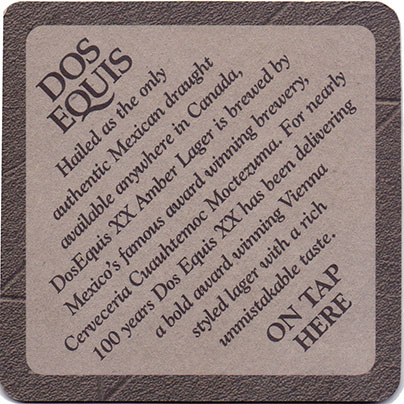 DOS
EQUIS
Hailed as the only
authentic Mexican draught
available anywhere in Canada,
DosEquis XX Amber Lager is brewed by
Mexico's famous award winning brewery,
Cerveceria Cuauhtemoc Moctezuma. For nearly
100 years Dos Equis XX has been delivering
a bold award winning Vienna
styled lager with a rich
unmistakable taste.
ON TAP
HERE